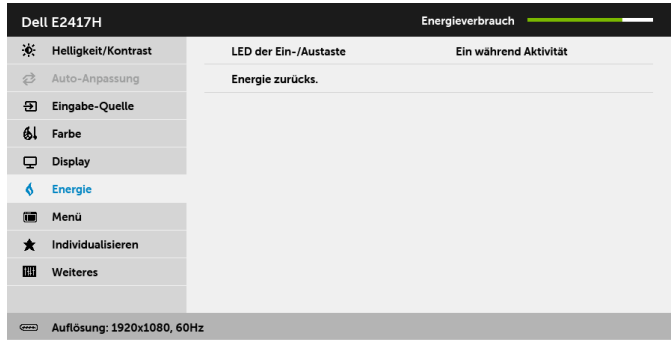 Dell E2417H
Energieverbrauch
Helligkeit/Kontrast
LED der Ein-/Austaste
Ein während Aktivität
Auto-Anpassung
Energie zurücks.
Eingabe-Quelle
Farbe
Display
Energie
Menü
Individualisieren
Weiteres
Auflösung: 1920x1080, 60Hz